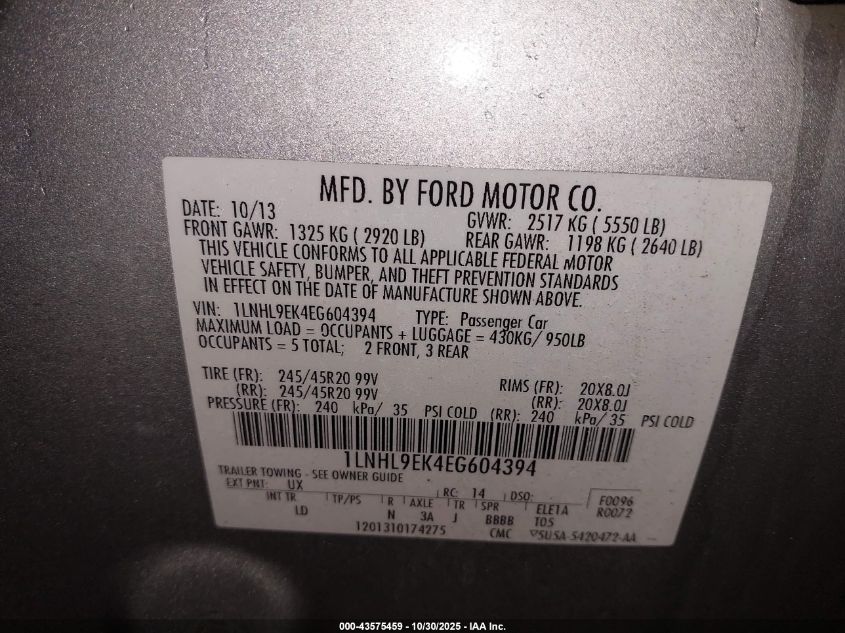 MFD. BY FORD MOTOR CO.
DATE: 10/13 GVWR: 2517 KG ( 5550 LB)
FRONT GAWR: 1325 KG ( 2920 LB) REAR GAWR: 1198 KG ( 2640 LB)
THIS VEHICLE CONFORMS TO ALL APPLICABLE FEDERAL MOTOR
VEHICLE SAFETY, BUMPER, AND THEFT PREVENTION STANDARDS
IN EFFECT ON THE DATE OF MANUFACTURE SHOWN ABOVE.
VIN: 1LNHL9EK4EG604394 TYPE: Passenger Car
MAXIMUM LOAD = OCCUPANTS + LUGGAGE = 430KG/ 950LB
OCCUPANTS = 5 TOTAL; 2 FRONT, 3 REAR
TIRE (FR): 245/45R20 99V RIMS (FR): 20X8.0J
(RR): 245/45R20 99V (RR): 20X8.0J
PRESSURE (FR): 240 kPa/ 35 PSI COLD (RR): 240 kPa/ 35 PSI COLD
1LNHL9EK4EG604394
TRAILER TOWING - SEE OWNER GUIDE
EXT PNT: UX RC: 14 DSO: F0096
INT TR TP/PS R AXLE TR SPR ELE1A R0072
LD N 3A J BBBB T05
1201310174275 CMC 5U5A-5420472-AA
000-43575459 - 10/30/2025 - IAA Inc.